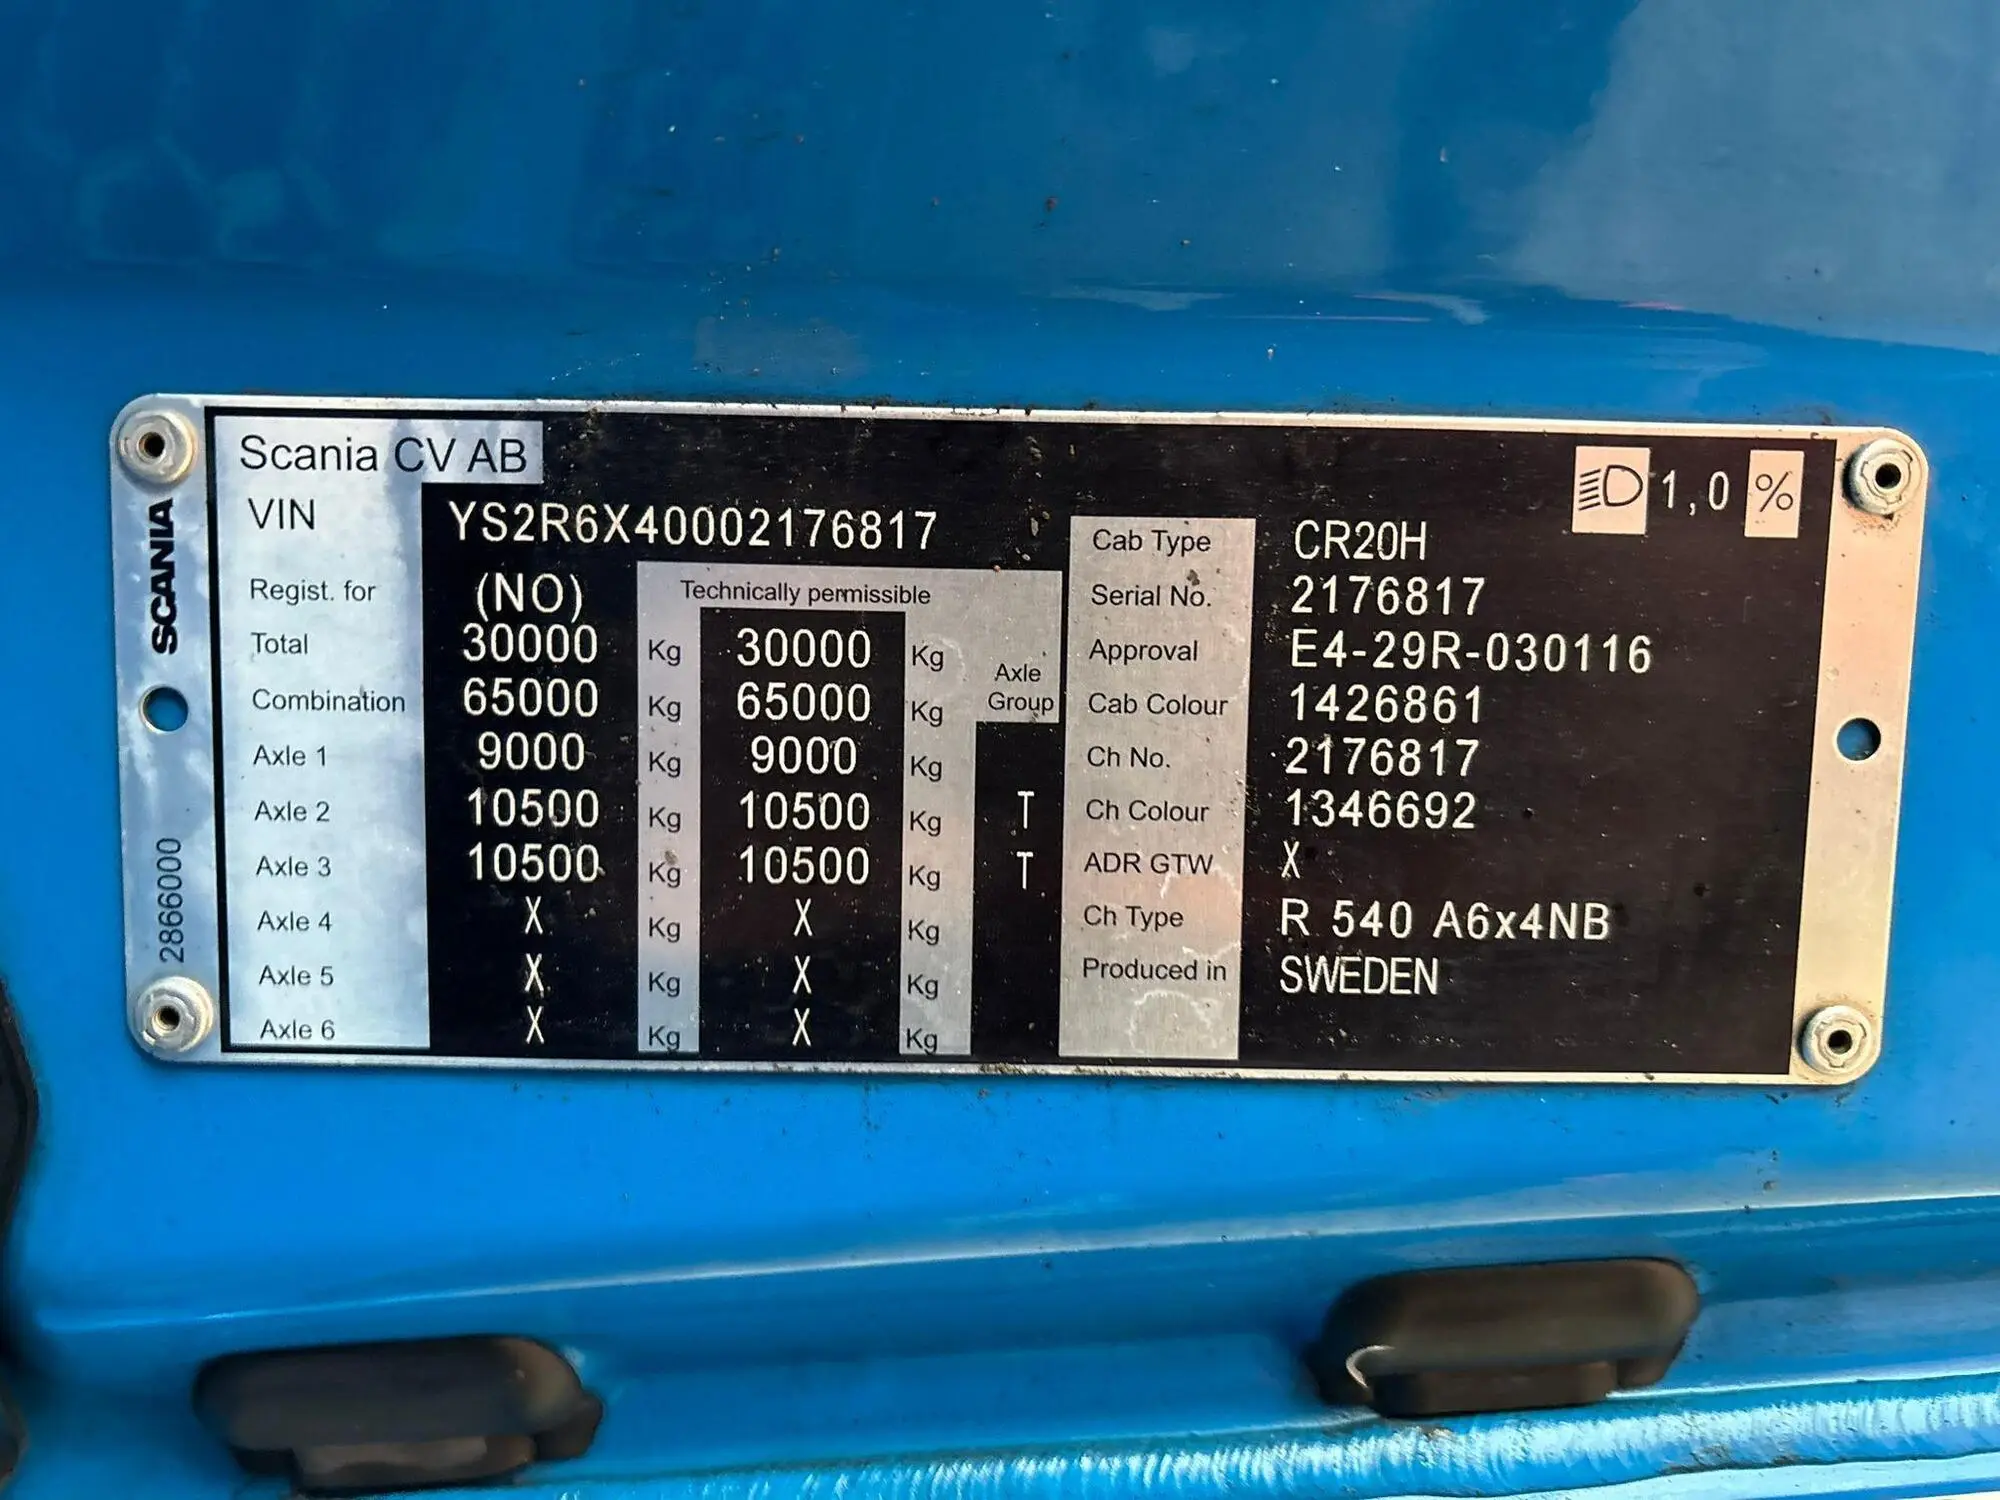 Scania CV AB
VIN YS2R6X40002176817
1,0 %
Regist. for (NO)
Technically permissible
Axle Group
Total 30000 Kg 30000 Kg
Combination 65000 Kg 65000 Kg
Axle 1 9000 Kg 9000 Kg
Axle 2 10500 Kg 10500 Kg T
Axle 3 10500 Kg 10500 Kg T
Axle 4 X Kg X Kg
Axle 5 X Kg X Kg
Axle 6 X Kg X Kg
Cab Type CR20H
Serial No. 2176817
Approval E4-29R-030116
Cab Colour 1426861
Ch No. 2176817
Ch Colour 1346692
ADR GTW X
Ch Type R 540 A6x4NB
Produced in SWEDEN
SCANIA
2866000